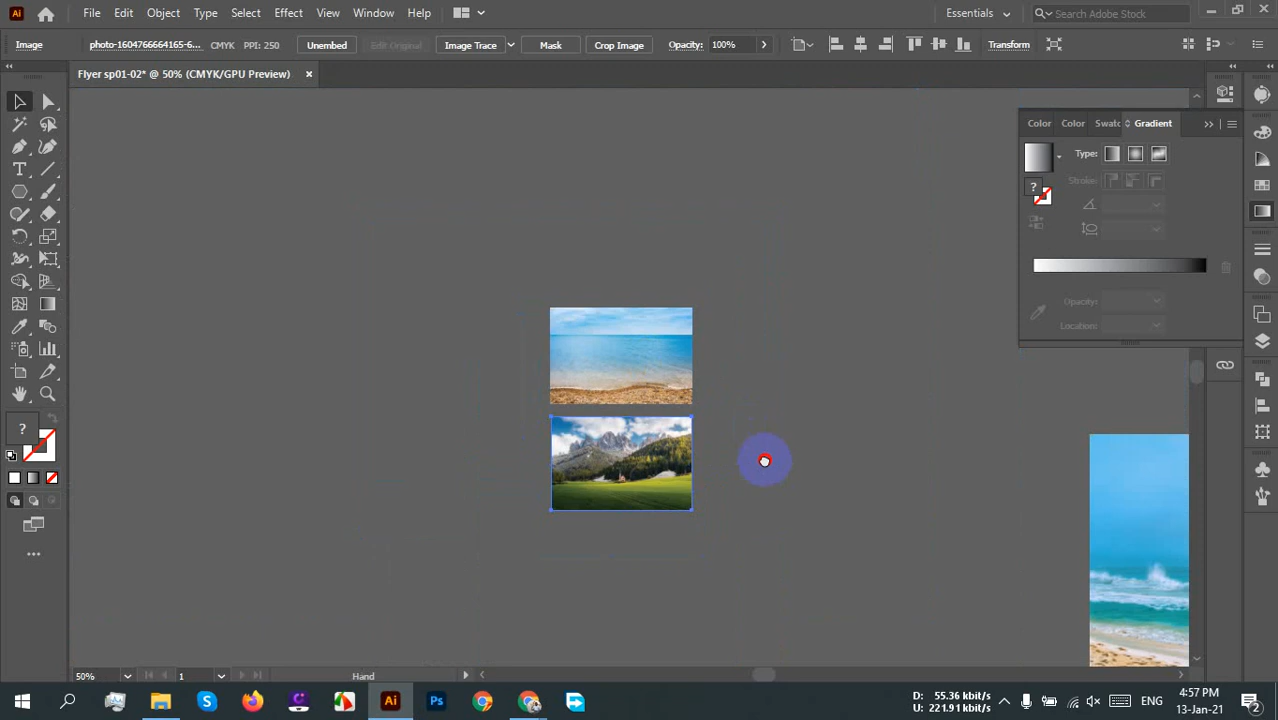 Ai File Edit Object Type Select Effect View Window Help Essentials Search Adobe Stock
Image photo-1604766664165-6... CMYK PPI: 250 Unembed Edit Original Image Trace Mask Crop Image Opacity: 100% Transform
Flyer sp01-02* @ 50% (CMYK/GPU Preview) ×
Color Color Swatc Gradient
Type:
Stroke:
?
Opacity:
Location:
T
?
50% 1 Hand
S Ai Ps
D: 55.36 kbit/s
U: 221.91 kbit/s
ENG
4:57 PM
13-Jan-21
2